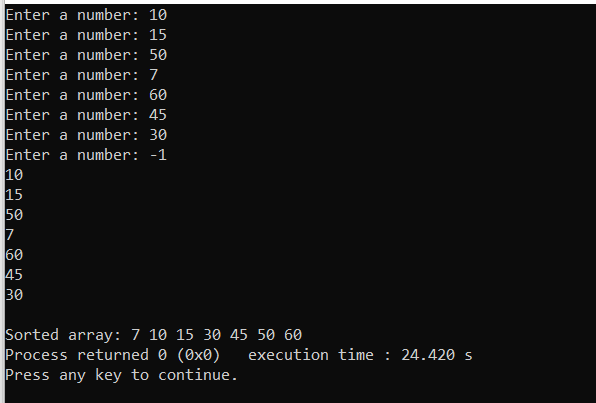 Enter a number: 10
Enter a number: 15
Enter a number: 50
Enter a number: 7
Enter a number: 60
Enter a number: 45
Enter a number: 30
Enter a number: -1
10
15
50
7
60
45
30

Sorted array: 7 10 15 30 45 50 60
Process returned 0 (0x0)   execution time : 24.420 s
Press any key to continue.